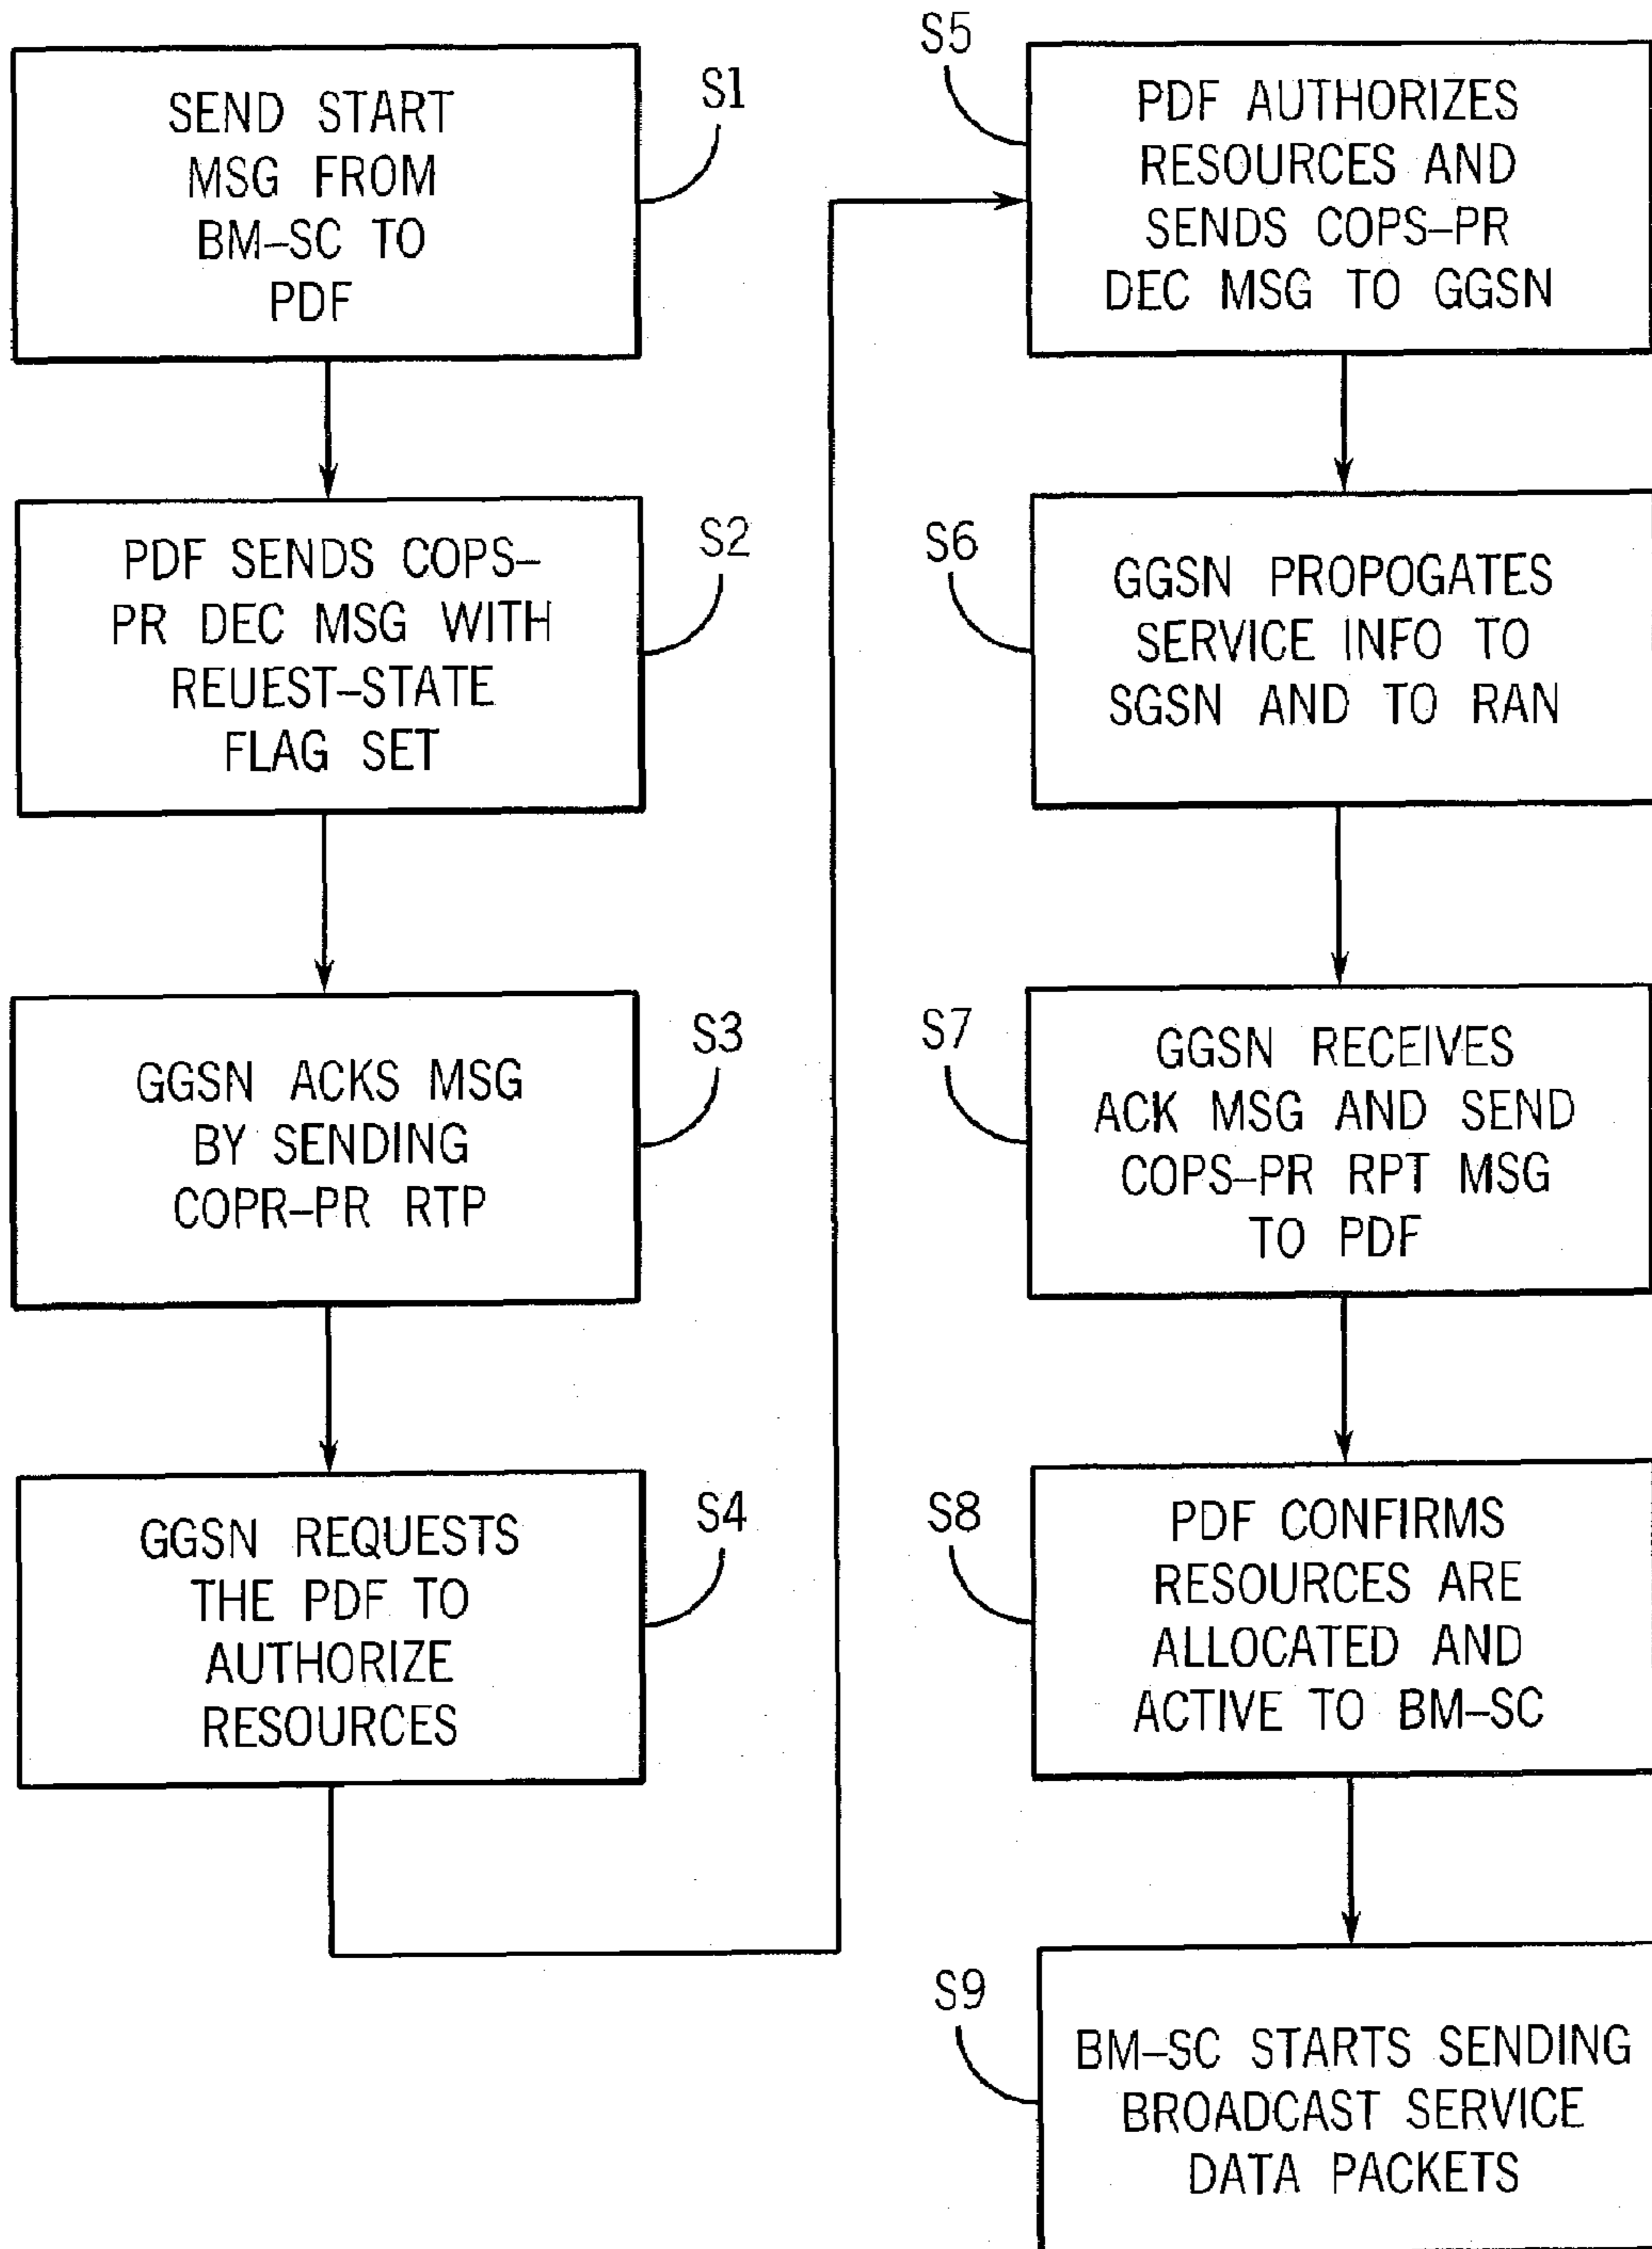 SEND START
MSG FROM
BM-SC TO
PDF
S1
PDF SENDS COPS-
PR DEC MSG WITH
REUEST-STATE
FLAG SET
S2
GGSN ACKS MSG
BY SENDING
COPR-PR RTP
S3
GGSN REQUESTS
THE PDF TO
AUTHORIZE
RESOURCES
S4
S5
PDF AUTHORIZES
RESOURCES AND
SENDS COPS-PR
DEC MSG TO GGSN
S6
GGSN PROPOGATES
SERVICE INFO TO
SGSN AND TO RAN
S7
GGSN RECEIVES
ACK MSG AND SEND
COPS-PR RPT MSG
TO PDF
S8
PDF CONFIRMS
RESOURCES ARE
ALLOCATED AND
ACTIVE TO BM-SC
S9
BM-SC STARTS SENDING
BROADCAST SERVICE
DATA PACKETS